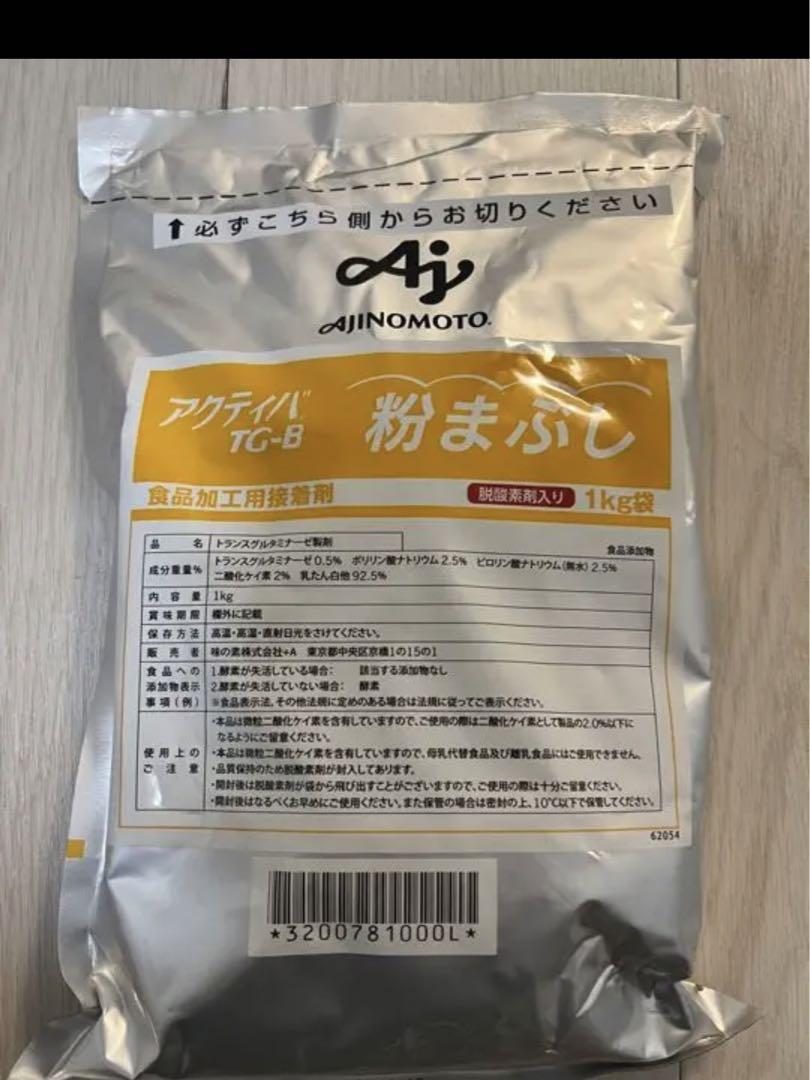 ↑必ずこちら側からお切りください
Aj
AJINOMOTO®
アクティバ®
TG-B
粉まぶし
食品加工用接着剤
脱酸素剤入り 1kg袋
品名 トランスグルタミナーゼ製剤
食品添加物
成分重量% トランスグルタミナーゼ0.5% ポリリン酸ナトリウム2.5% ピロリン酸ナトリウム(無水)2.5%
二酸化ケイ素2% 乳たん白他92.5%
内容量 1kg
賞味期限 欄外に記載
保存方法 高温・高湿・直射日光をさけてください。
販売者 味の素株式会社+A 東京都中央区京橋1の15の1
食品への 1.酵素が失活している場合: 該当する添加物なし
添加物表示 2.酵素が失活していない場合: 酵素
事項(例) ※食品表示法、その他法規に定めのある場合は法規に従ってご表示ください。
・本品は微粒二酸化ケイ素を含有していますので、ご使用の際は二酸化ケイ素として製品の2.0%以下に
なるようにご留意ください。
使用上の ・本品は微粒二酸化ケイ素を含有していますので、母乳代替食品及び離乳食品にはご使用できません。
ご注意 ・品質保持のため脱酸素剤が封入してあります。
・開封後は脱酸素剤が袋から飛び出すことがございますので、ご使用の際は十分ご留意ください。
・開封後はなるべくお早めにご使用ください。また保管の場合は密封の上、10℃以下で保管してください。
62054
*3200781000L*